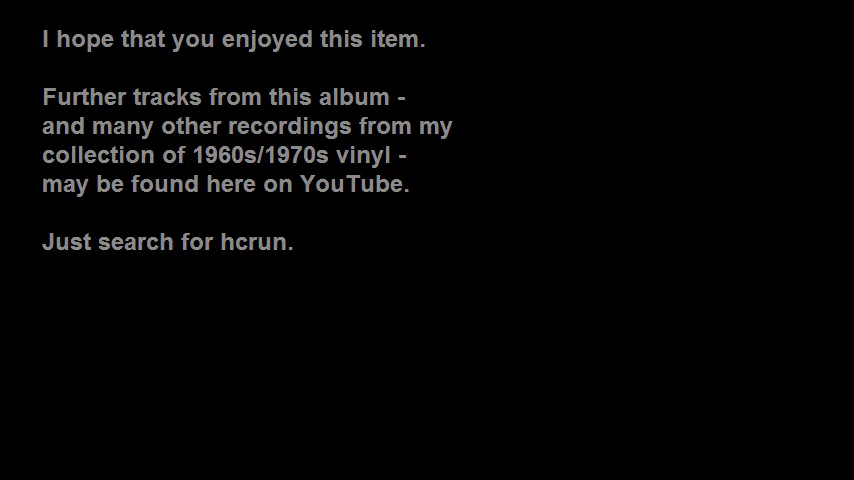 I hope that you enjoyed this item.
Further tracks from this album -
and many other recordings from my
collection of 1960s/1970s vinyl -
may be found here on YouTube.
Just search for hcrun.